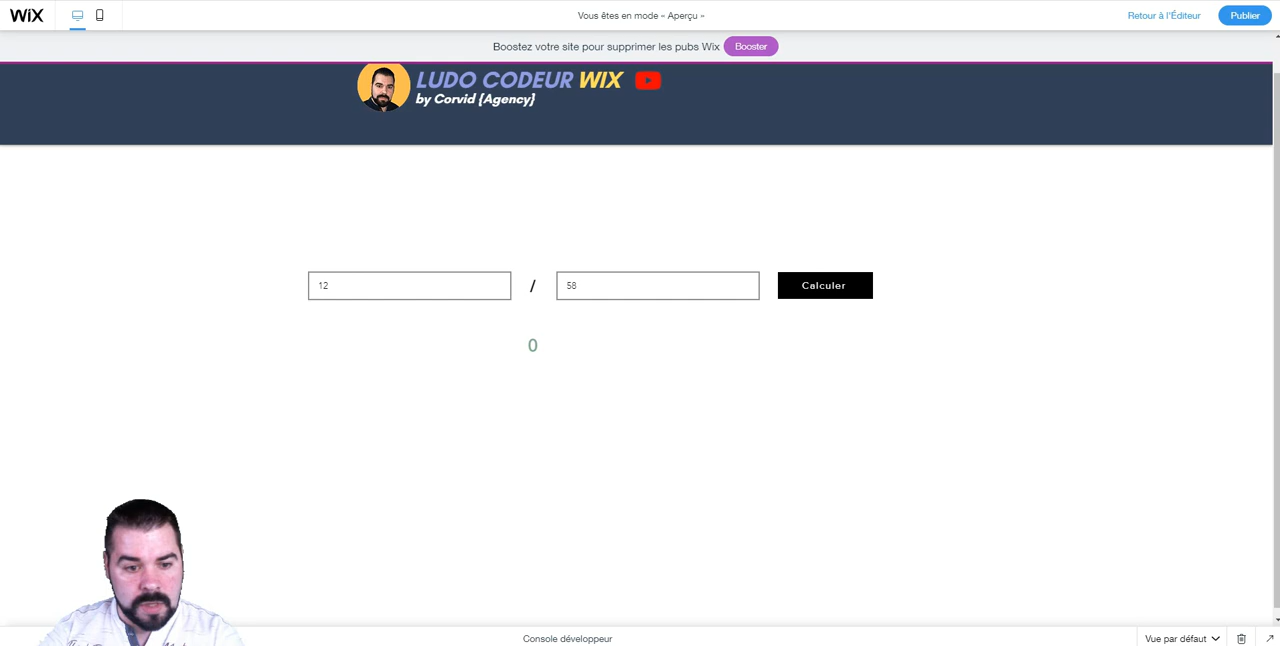 WiX
Vous êtes en mode « Aperçu »
Retour à l'Éditeur
Publier
Boostez votre site pour supprimer les pubs Wix
Booster
LUDO CODEUR WIX
by Corvid {Agency}
12
/
58
Calculer
0
Console développeur
Vue par défaut